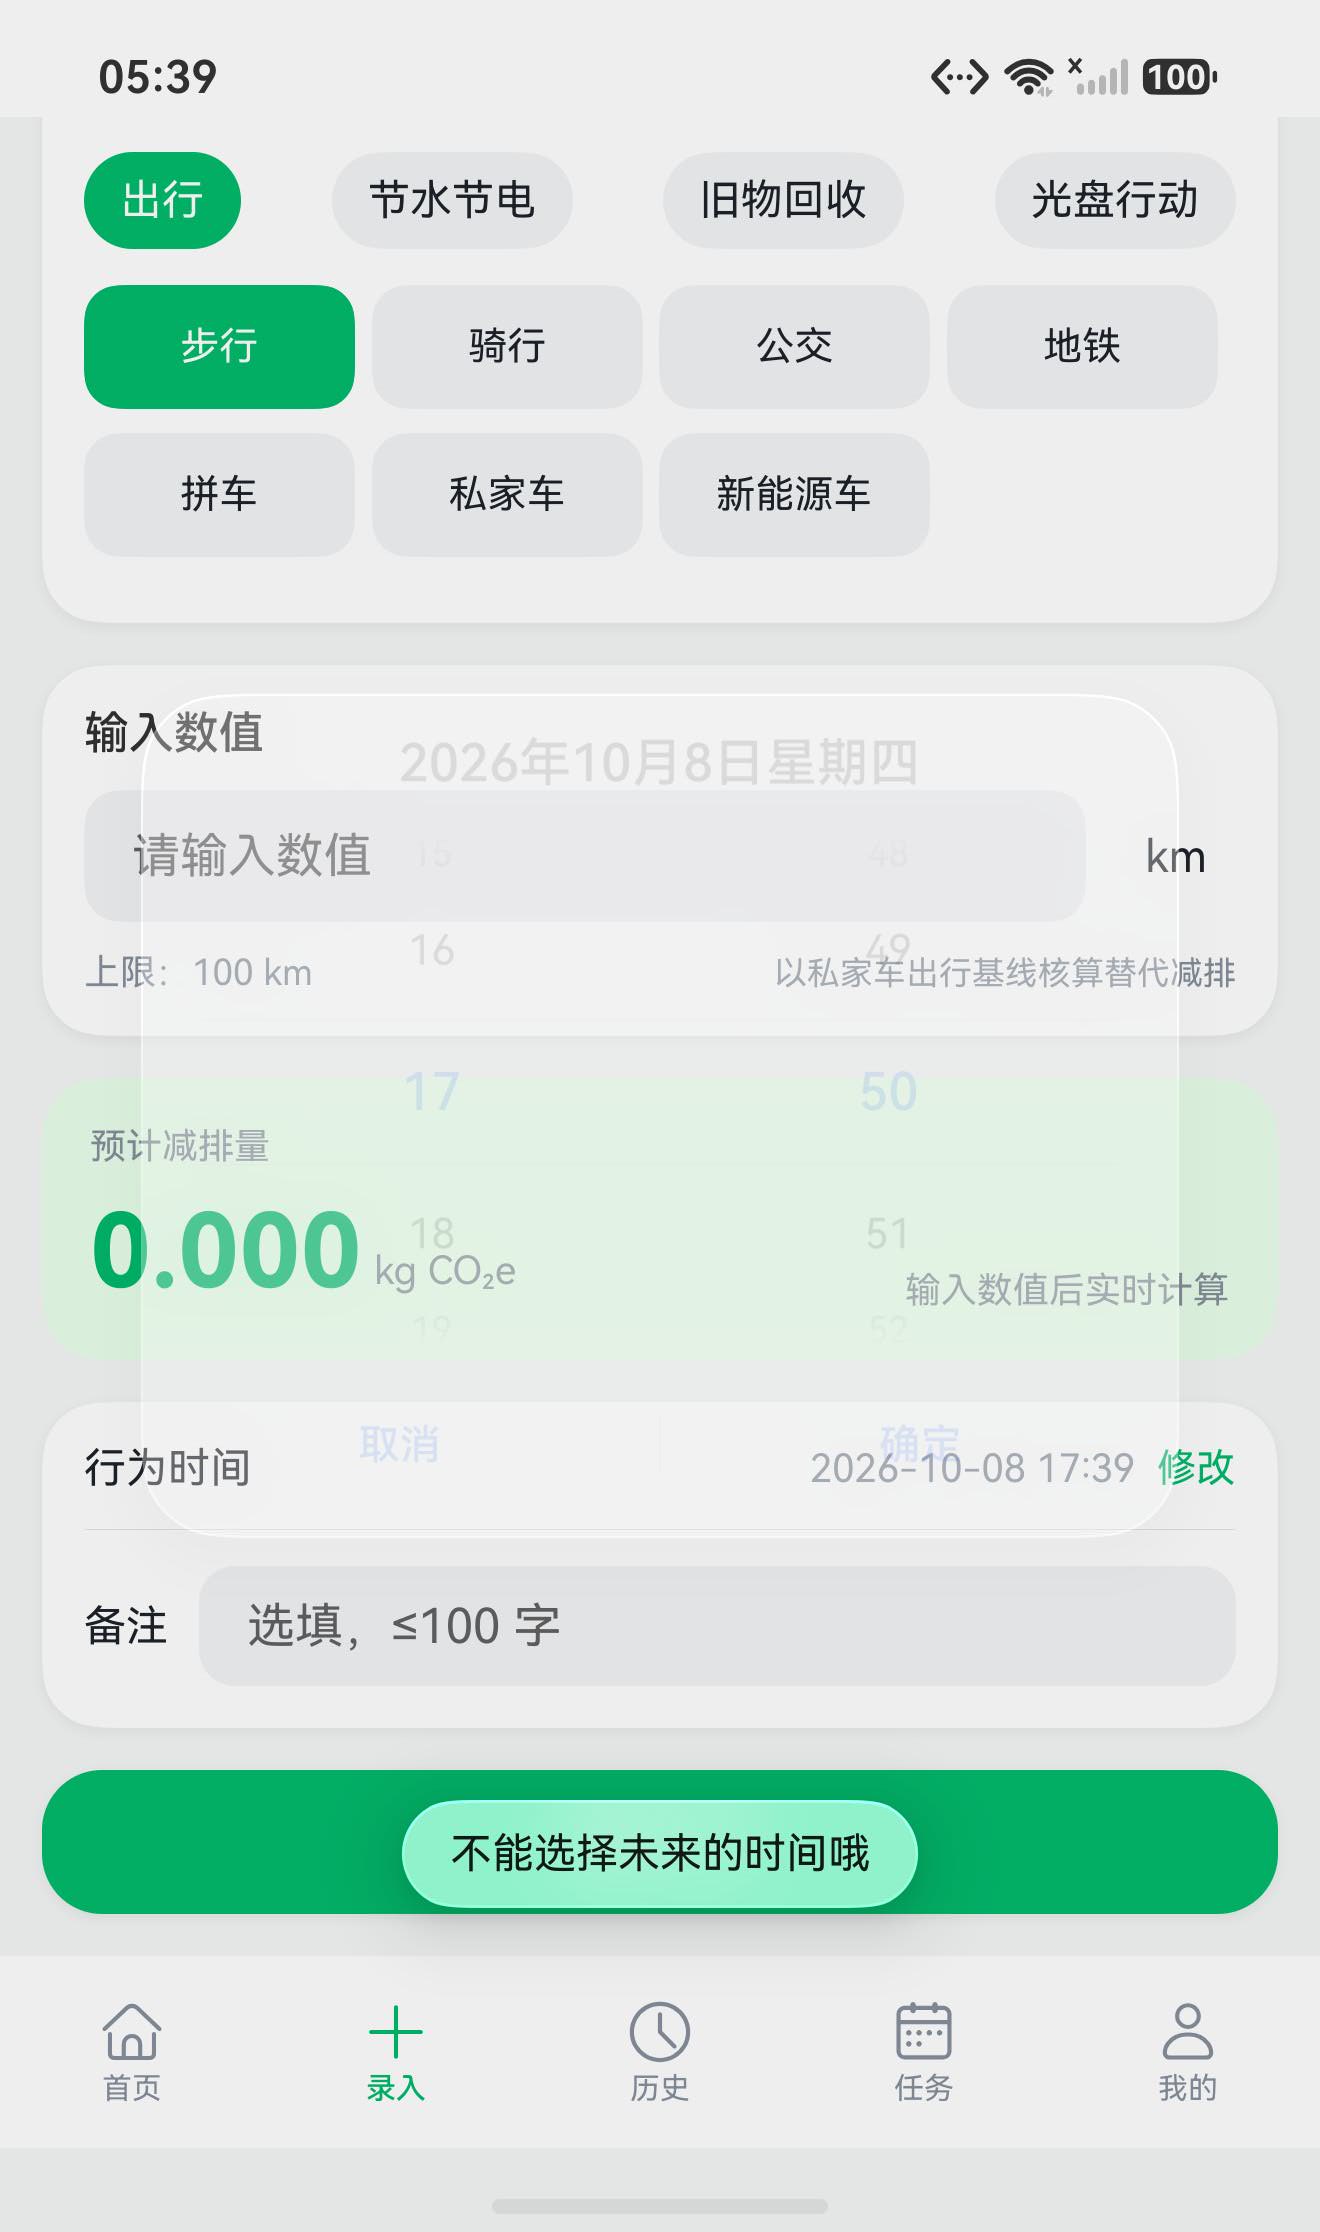 05:39
100
出行 节水节电 旧物回收 光盘行动
步行 骑行 公交 地铁
拼车 私家车 新能源车
输入数值
2026年10月8日星期四
请输入数值 km
15 48
16 49
上限： 100 km 以私家车出行基线核算替代减排
17 50
预计减排量
18 51
0.000 kg CO₂e
输入数值后实时计算
19 52
取消 确定
行为时间 2026-10-08 17:39 修改
备注 选填，≤100 字
不能选择未来的时间哦
首页 录入 历史 任务 我的